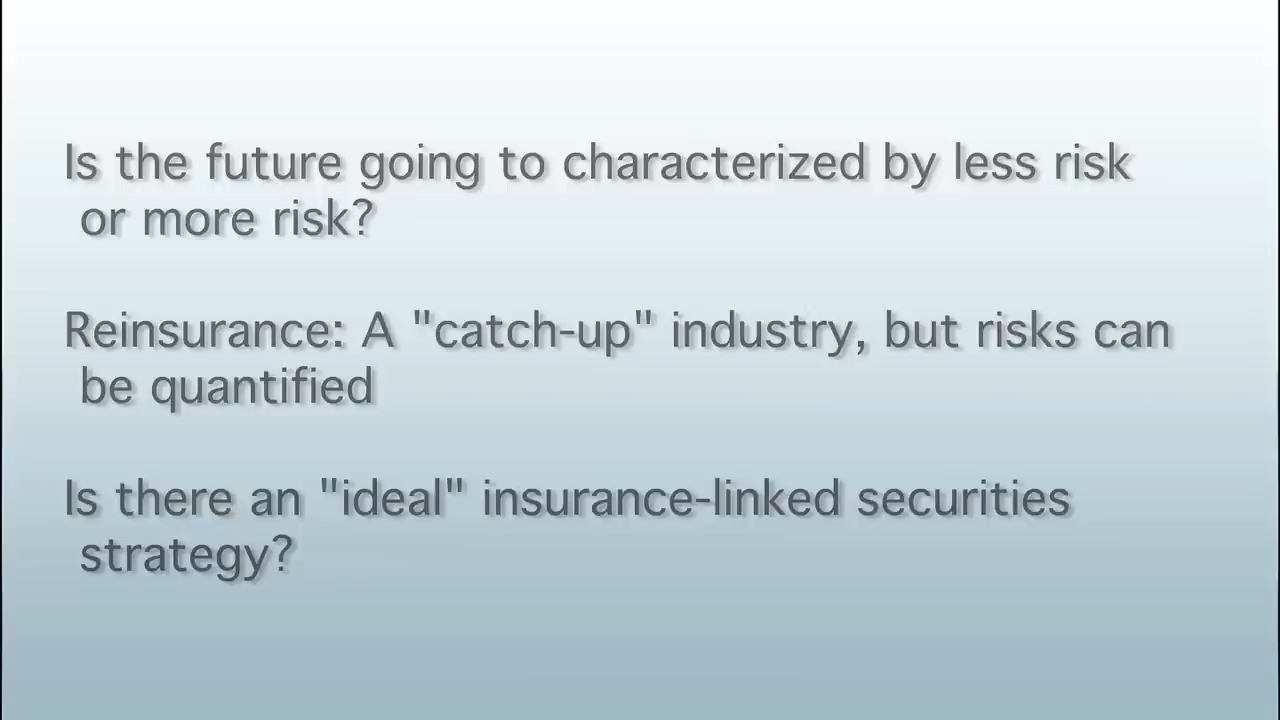 Is the future going to characterized by less risk
or more risk?
Reinsurance: A "catch-up" industry, but risks can
be quantified
Is there an "ideal" insurance-linked securities
strategy?